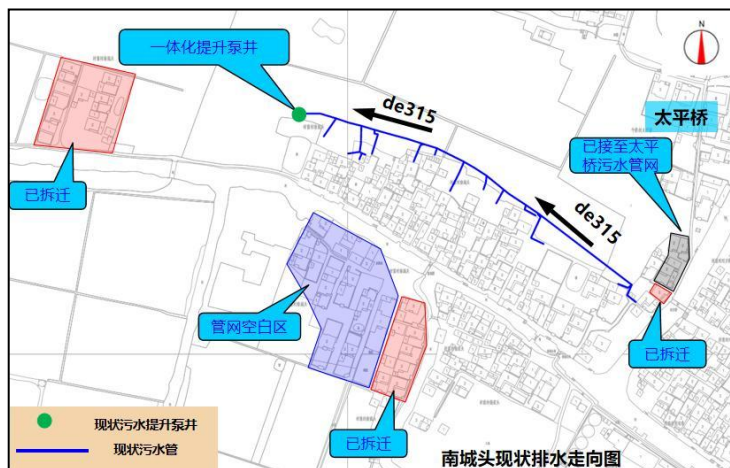 一体化提升泵井
N
de315
太平桥
已接至太平
桥污水管网
已拆迁
de315
管网空白区
已拆迁
已拆迁
现状污水提升泵井
现状污水管
南城头现状排水走向图